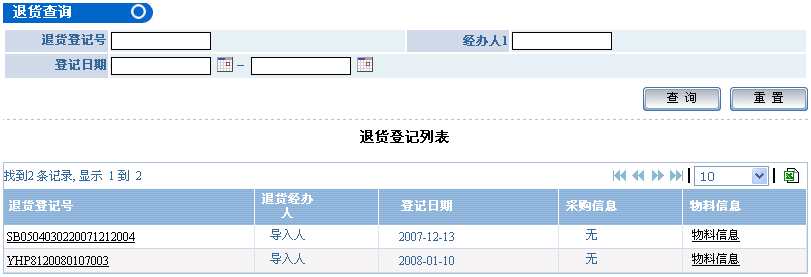 退货查询
退货登记号 经办人1
登记日期 –
查 询 重 置
退货登记列表
找到2 条记录, 显示 1 到 2 10
退货登记号 退货经办人 登记日期 采购信息 物料信息
SB0504030220071212004 导入人 2007-12-13 无 物料信息
YHP8120080107003 导入人 2008-01-10 无 物料信息